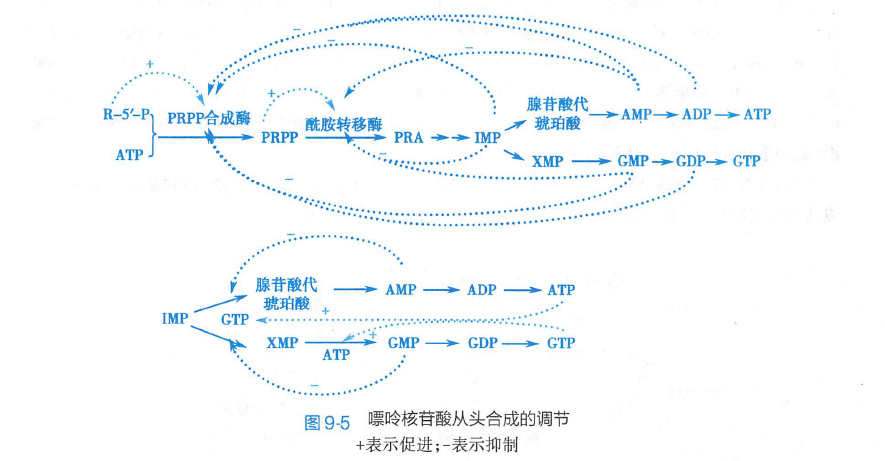 R-5′-P
ATP
+
PRPP合成酶
PRPP
+
酰胺转移酶
PRA
IMP
腺苷酸代
琥珀酸
AMP
ADP
ATP
XMP
GMP
GDP
GTP
-
-
-
-
-
IMP
腺苷酸代
琥珀酸
AMP
ADP
ATP
GTP
+
XMP
ATP
+
GMP
GDP
GTP
-
-
图9-5 嘌呤核苷酸从头合成的调节
+表示促进;-表示抑制